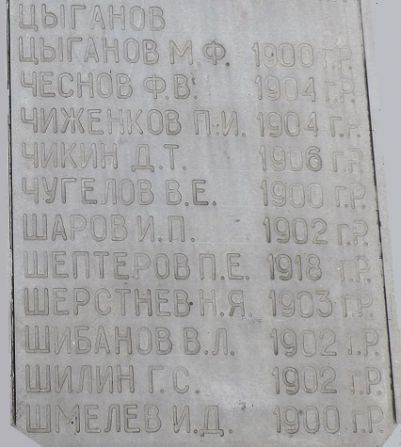 ЦЫГАНОВ
ЦЫГАНОВ М.Ф. 1900 г.Р.
ЧЕСНОВ Ф.В. 1904 г.Р.
ЧИЖЕНКОВ П.И. 1904 г.Р.
ЧИКИН Д.Т. 1906 г.Р.
ЧУГЕЛОВ В.Е. 1900 г.Р.
ШАРОВ И.П. 1902 г.Р.
ШЕПТЕРОВ П.Е. 1918 г.Р.
ШЕРСТНЕВ Н.Я. 1903 г.Р.
ШИБАНОВ В.Л. 1902 г.Р.
ШИЛИН Г.С. 1902 г.Р.
ШМЕЛЕВ И.Д. 1900 г.Р.